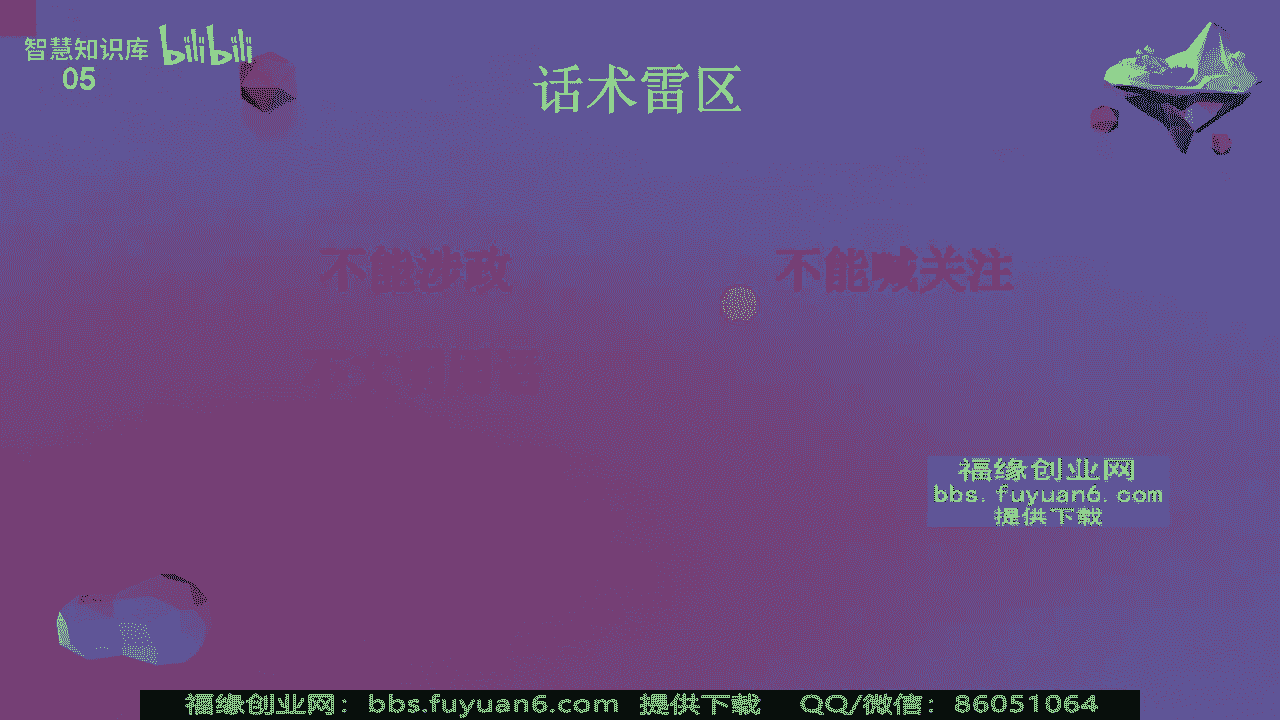 智慧知识库 bilibili
05
话术雷区
不能涉政
不能喊关注
福缘创业网
bbs. fuyuan6. com
提供下载
福缘创业网: bbs.fuyuan6.com 提供下载 QQ/微信: 86051064